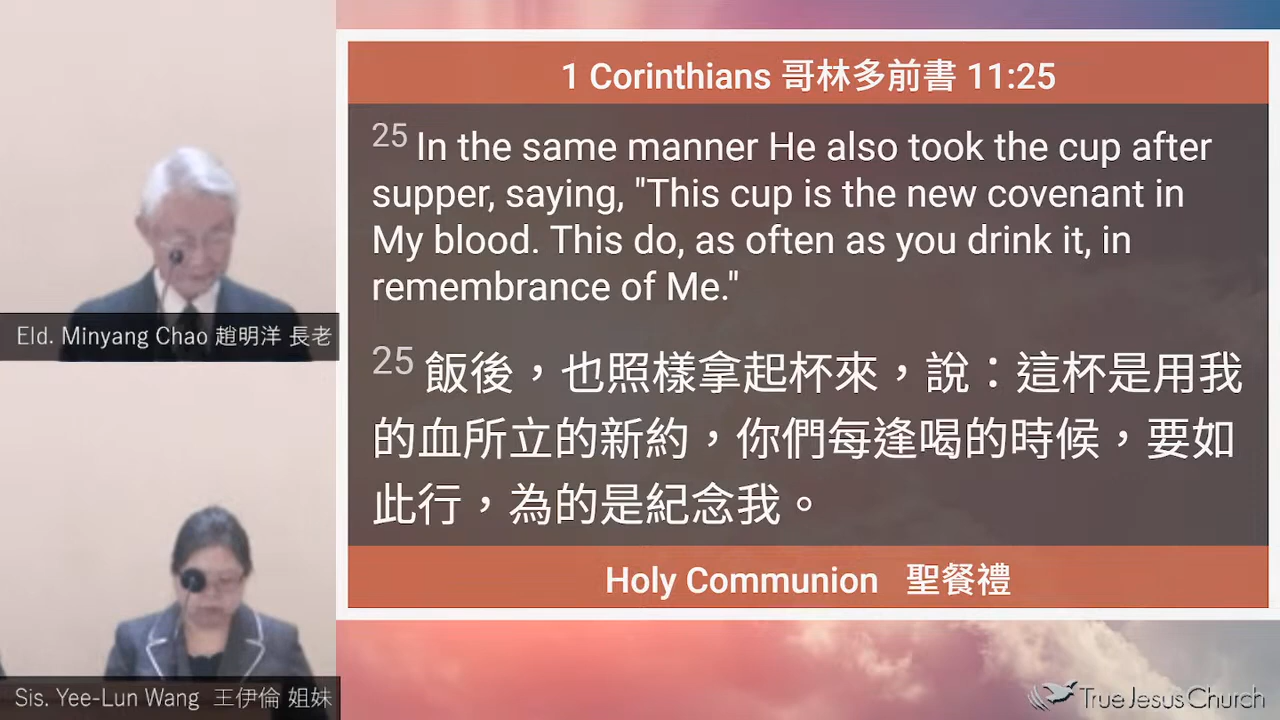 Eld. Minyang Chao 趙明洋 長老
Sis. Yee-Lun Wang 王伊倫 姐妹
1 Corinthians 哥林多前書 11:25
25 In the same manner He also took the cup after
supper, saying, "This cup is the new covenant in
My blood. This do, as often as you drink it, in
remembrance of Me."
25 飯後，也照樣拿起杯來，說：這杯是用我
的血所立的新約，你們每逢喝的時候，要如
此行，為的是紀念我。
Holy Communion 聖餐禮
True Jesus Church